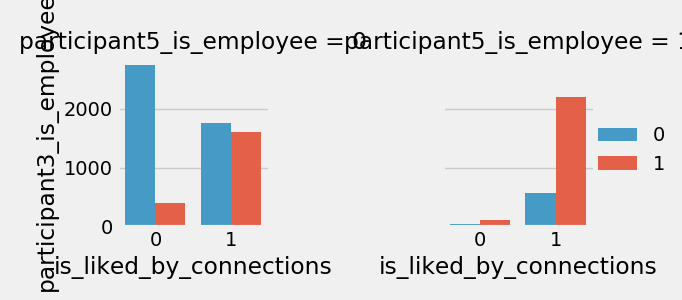 participant5_is_employee = 0
participant5_is_employee = 1
participant3_is_employee
2000
1000
0
0 1
is_liked_by_connections
0 1
is_liked_by_connections
0
1